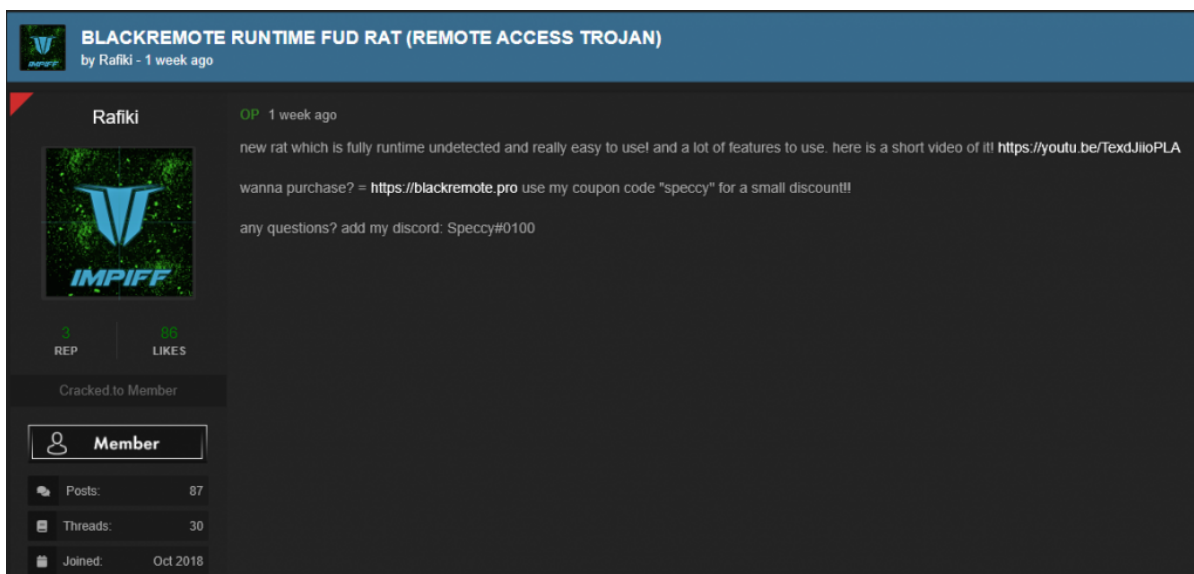 BLACKREMOTE RUNTIME FUD RAT (REMOTE ACCESS TROJAN)
by Rafiki - 1 week ago
IMPIFF
Rafiki
IMPIFF
3
REP
86
LIKES
Cracked.to Member
Member
Posts: 87
Threads: 30
Joined: Oct 2018
OP 1 week ago
new rat which is fully runtime undetected and really easy to use! and a lot of features to use. here is a short video of it! https://youtu.be/TexdJiioPLA
wanna purchase? = https://blackremote.pro use my coupon code "speccy" for a small discount!!
any questions? add my discord: Speccy#0100